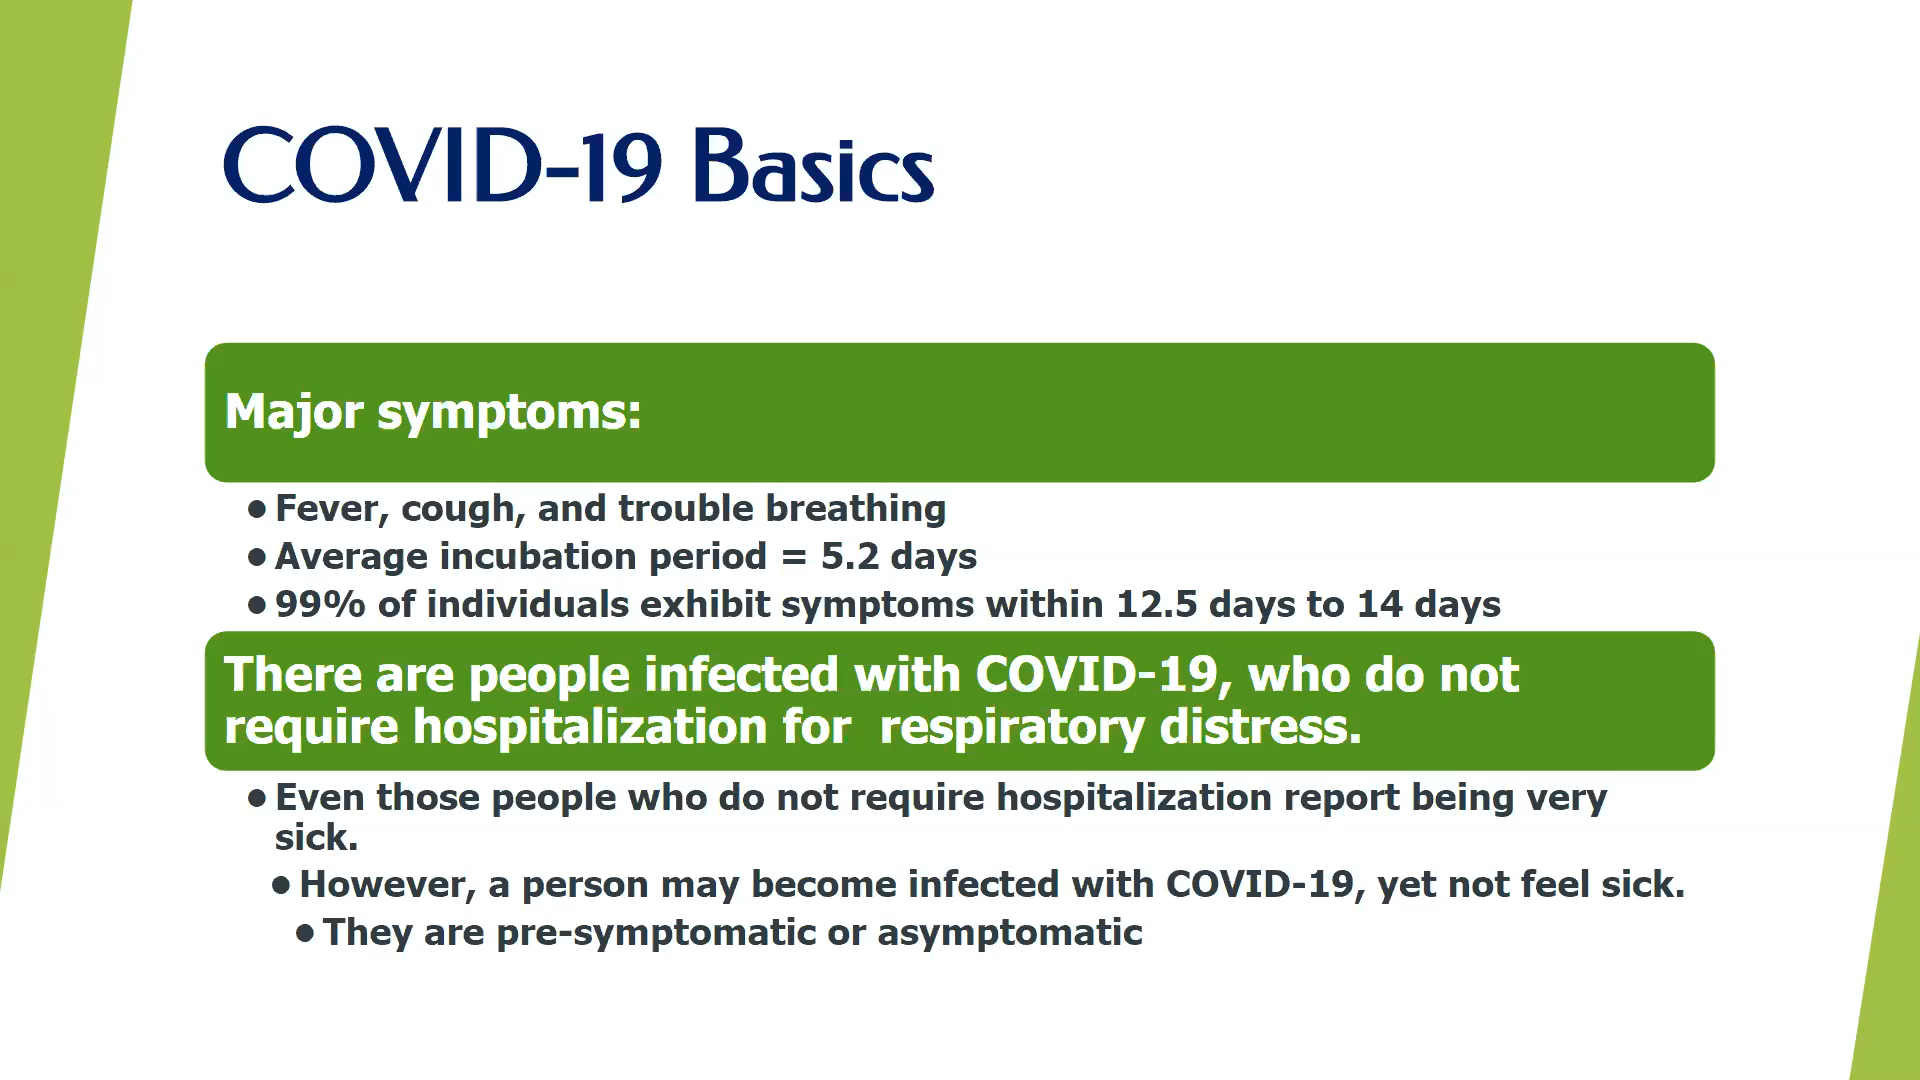 COVID-19 Basics
Major symptoms:
● Fever, cough, and trouble breathing
● Average incubation period = 5.2 days
● 99% of individuals exhibit symptoms within 12.5 days to 14 days
There are people infected with COVID-19, who do not
require hospitalization for  respiratory distress.
● Even those people who do not require hospitalization report being very
sick.
● However, a person may become infected with COVID-19, yet not feel sick.
● They are pre-symptomatic or asymptomatic